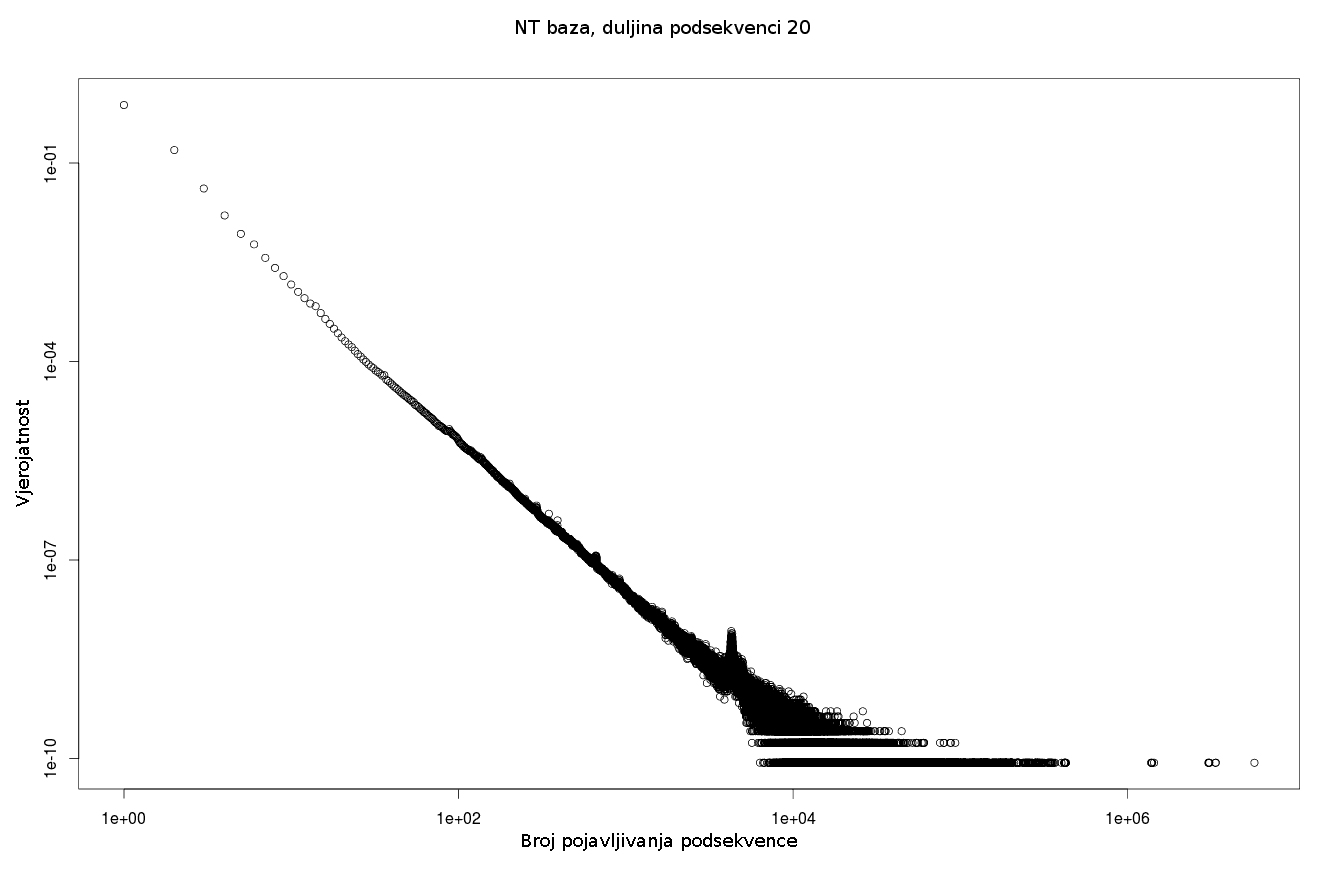 NT baza, duljina podsekvenci 20
Vjerojatnost
1e-01
1e-04
1e-07
1e-10
1e+00 1e+02 1e+04 1e+06
Broj pojavljivanja podsekvence